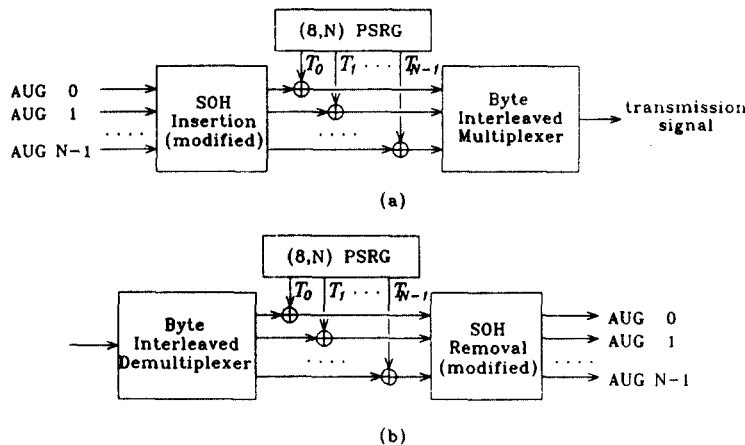 (8,N) PSRG
T0 T1 ··· TN-1
AUG 0
AUG 1
····
AUG N-1
SOH
Insertion
(modified)
····
Byte
Interleaved
Multiplexer
transmission
signal
(a)
(8,N) PSRG
T0 T1 ··· TN-1
Byte
Interleaved
Demultiplexer
····
SOH
Removal
(modified)
AUG 0
AUG 1
·····
AUG N-1
(b)